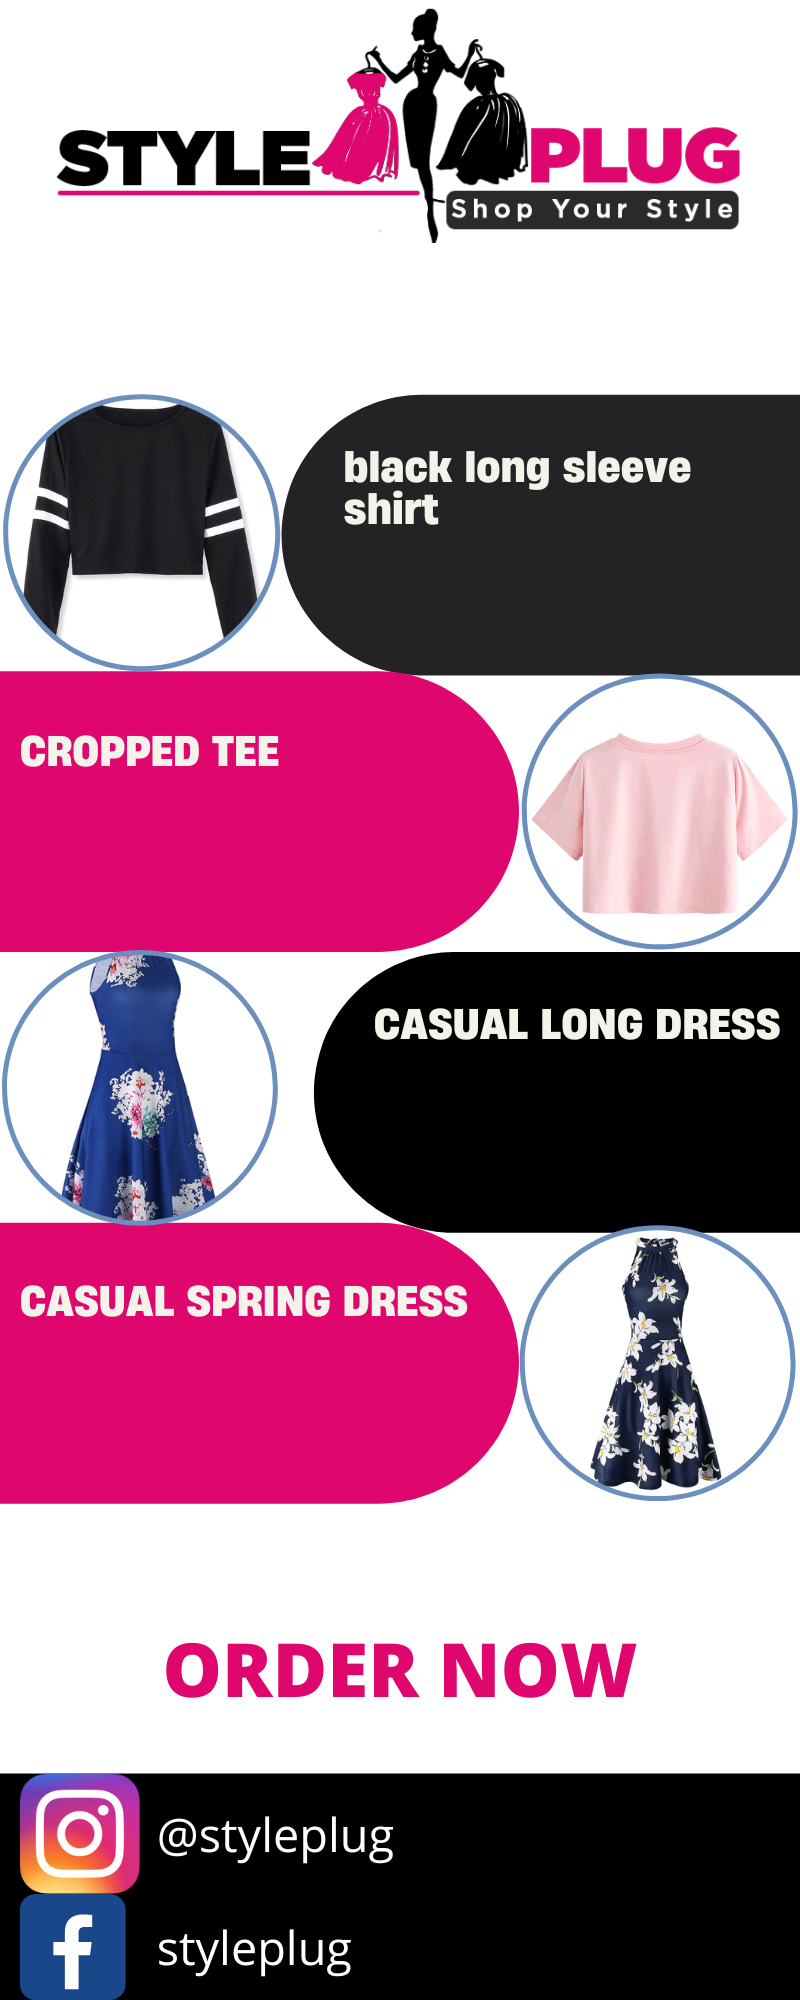 STYLE PLUG
Shop Your Style
black long sleeve
shirt
CROPPED TEE
CASUAL LONG DRESS
CASUAL SPRING DRESS
ORDER NOW
@styleplug
styleplug